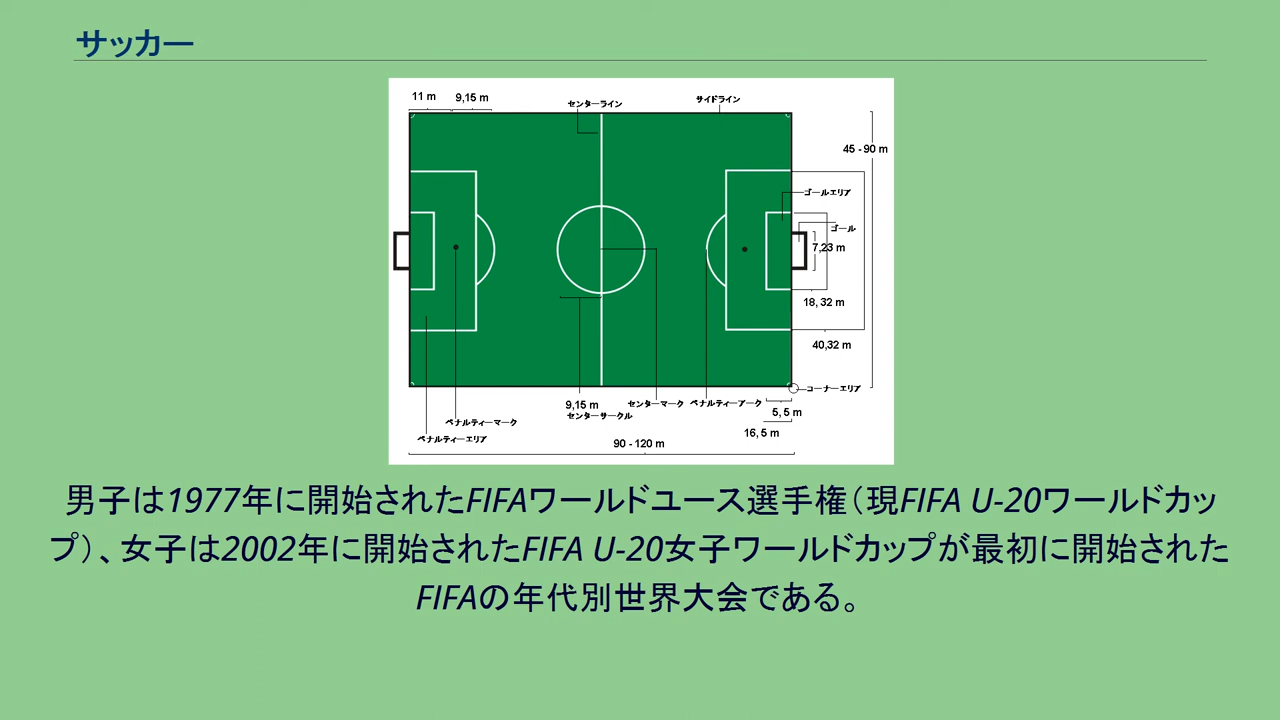 サッカー
11 m
9,15 m
センターライン
サイドライン
45 - 90 m
ゴールエリア
ゴール
7,23 m
18, 32 m
40,32 m
コーナーエリア
9,15 m
センターサークル
センターマーク
ペナルティーアーク
5, 5 m
ペナルティーマーク
16, 5 m
ペナルティーエリア
90 - 120 m
男子は1977年に開始されたFIFAワールドユース選手権（現FIFA U-20ワールドカッ
プ）、女子は2002年に開始されたFIFA U-20女子ワールドカップが最初に開始された
FIFAの年代別世界大会である。